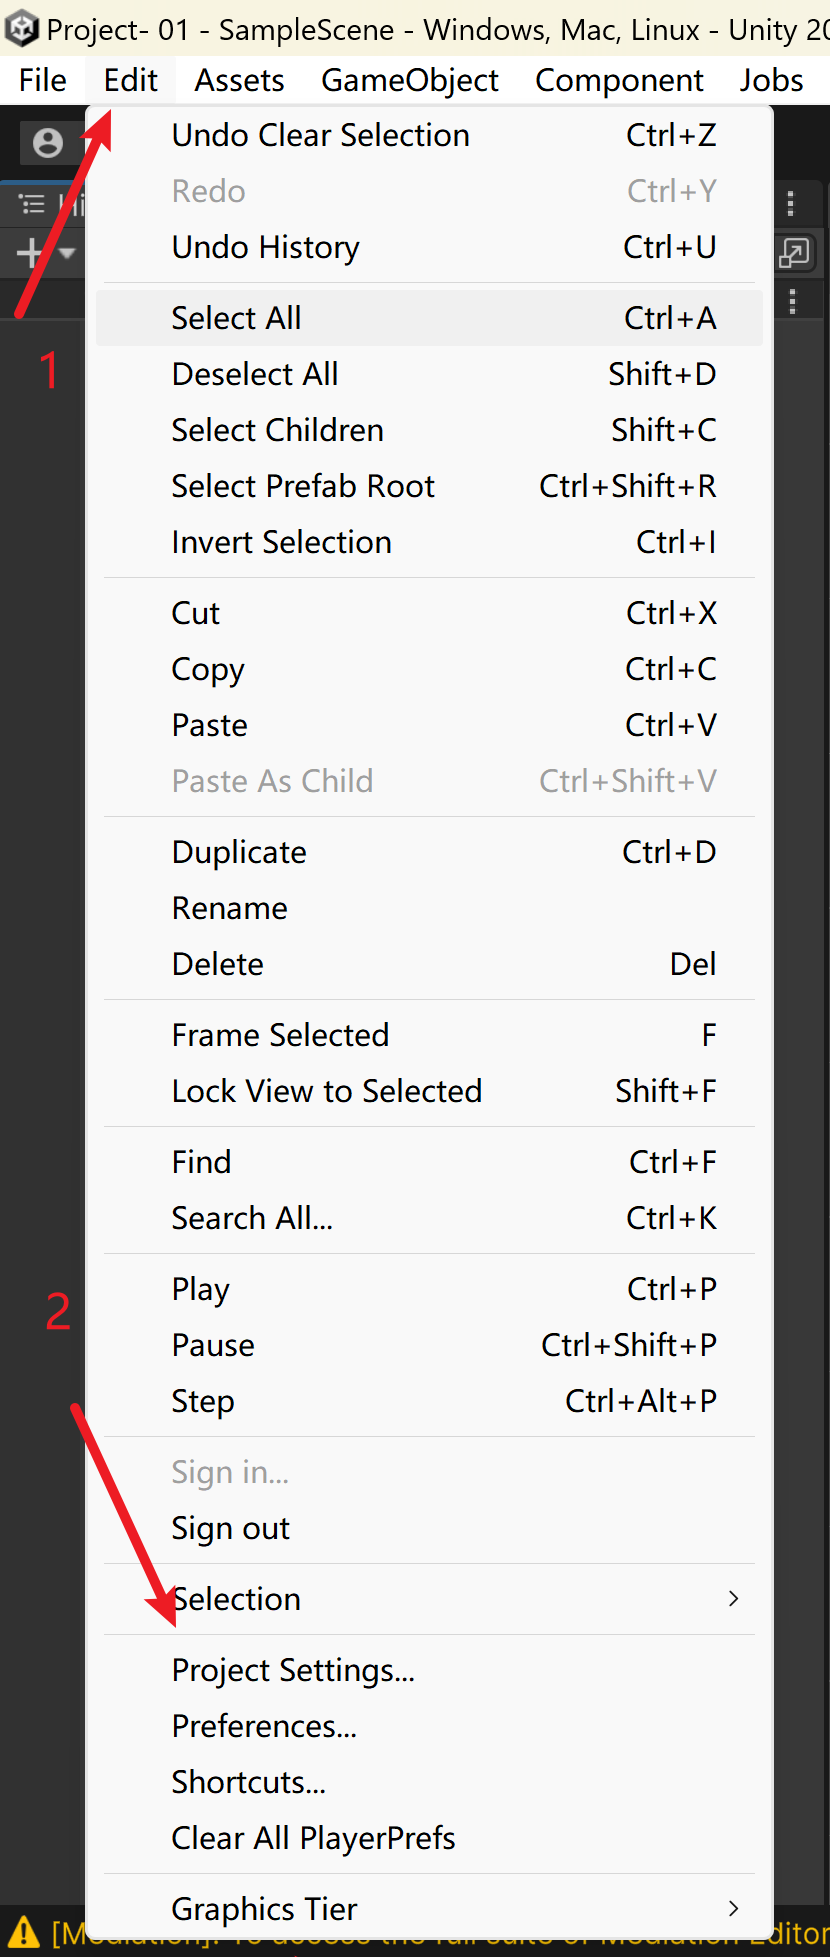 Project- 01 - SampleScene - Windows, Mac, Linux - Unity 20
File Edit Assets GameObject Component Jobs
Undo Clear Selection Ctrl+Z
Redo Ctrl+Y
Undo History Ctrl+U
Select All Ctrl+A
1
Deselect All Shift+D
Select Children Shift+C
Select Prefab Root Ctrl+Shift+R
Invert Selection Ctrl+I
Cut Ctrl+X
Copy Ctrl+C
Paste Ctrl+V
Paste As Child Ctrl+Shift+V
Duplicate Ctrl+D
Rename
Delete Del
Frame Selected F
Lock View to Selected Shift+F
Find Ctrl+F
Search All... Ctrl+K
Play Ctrl+P
2
Pause Ctrl+Shift+P
Step Ctrl+Alt+P
Sign in...
Sign out
Selection
Project Settings...
Preferences...
Shortcuts...
Clear All PlayerPrefs
Graphics Tier